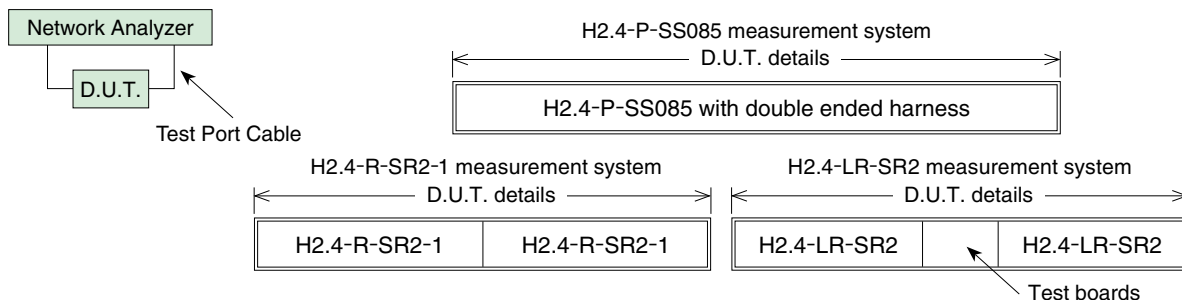 Network Analyzer
D.U.T.
Test Port Cable
H2.4-P-SS085 measurement system
D.U.T. details
H2.4-P-SS085 with double ended harness
H2.4-R-SR2-1 measurement system
D.U.T. details
H2.4-R-SR2-1 H2.4-R-SR2-1
H2.4-LR-SR2 measurement system
D.U.T. details
H2.4-LR-SR2 H2.4-LR-SR2
Test boards